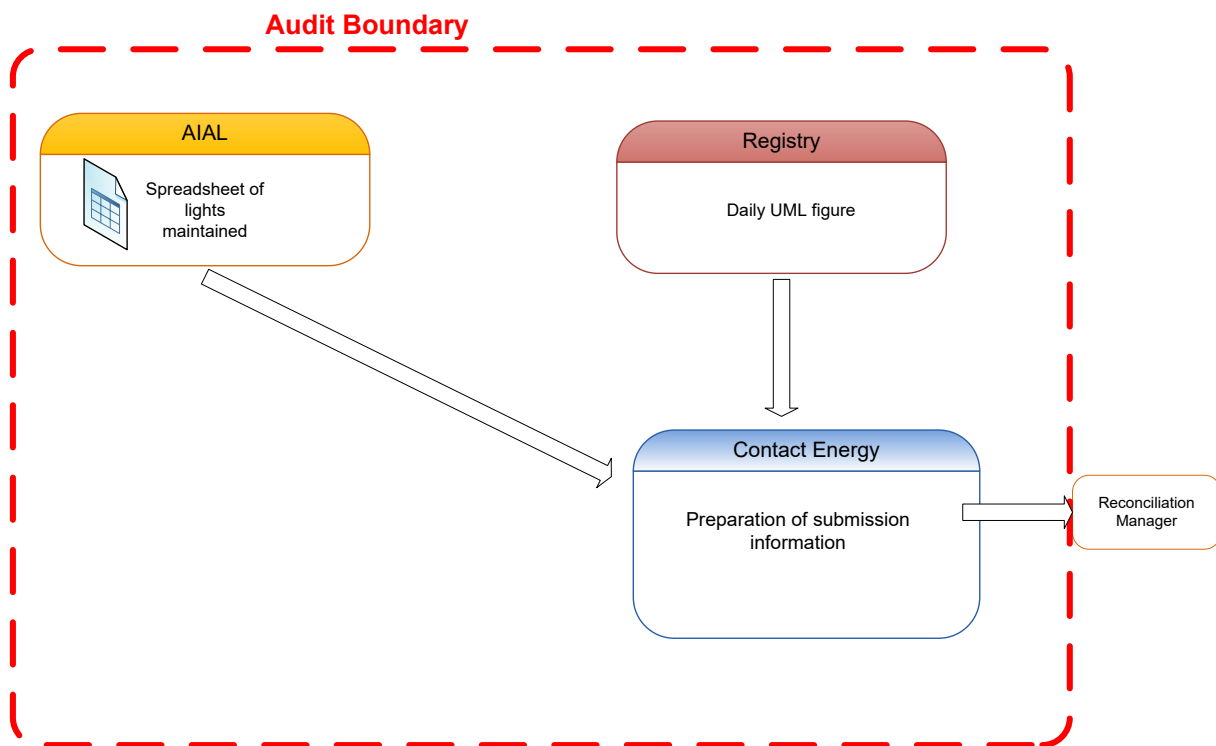 Audit Boundary
AIAL
Spreadsheet of
lights
maintained
Registry
Daily UML figure
Contact Energy
Preparation of submission
information
Reconciliation
Manager